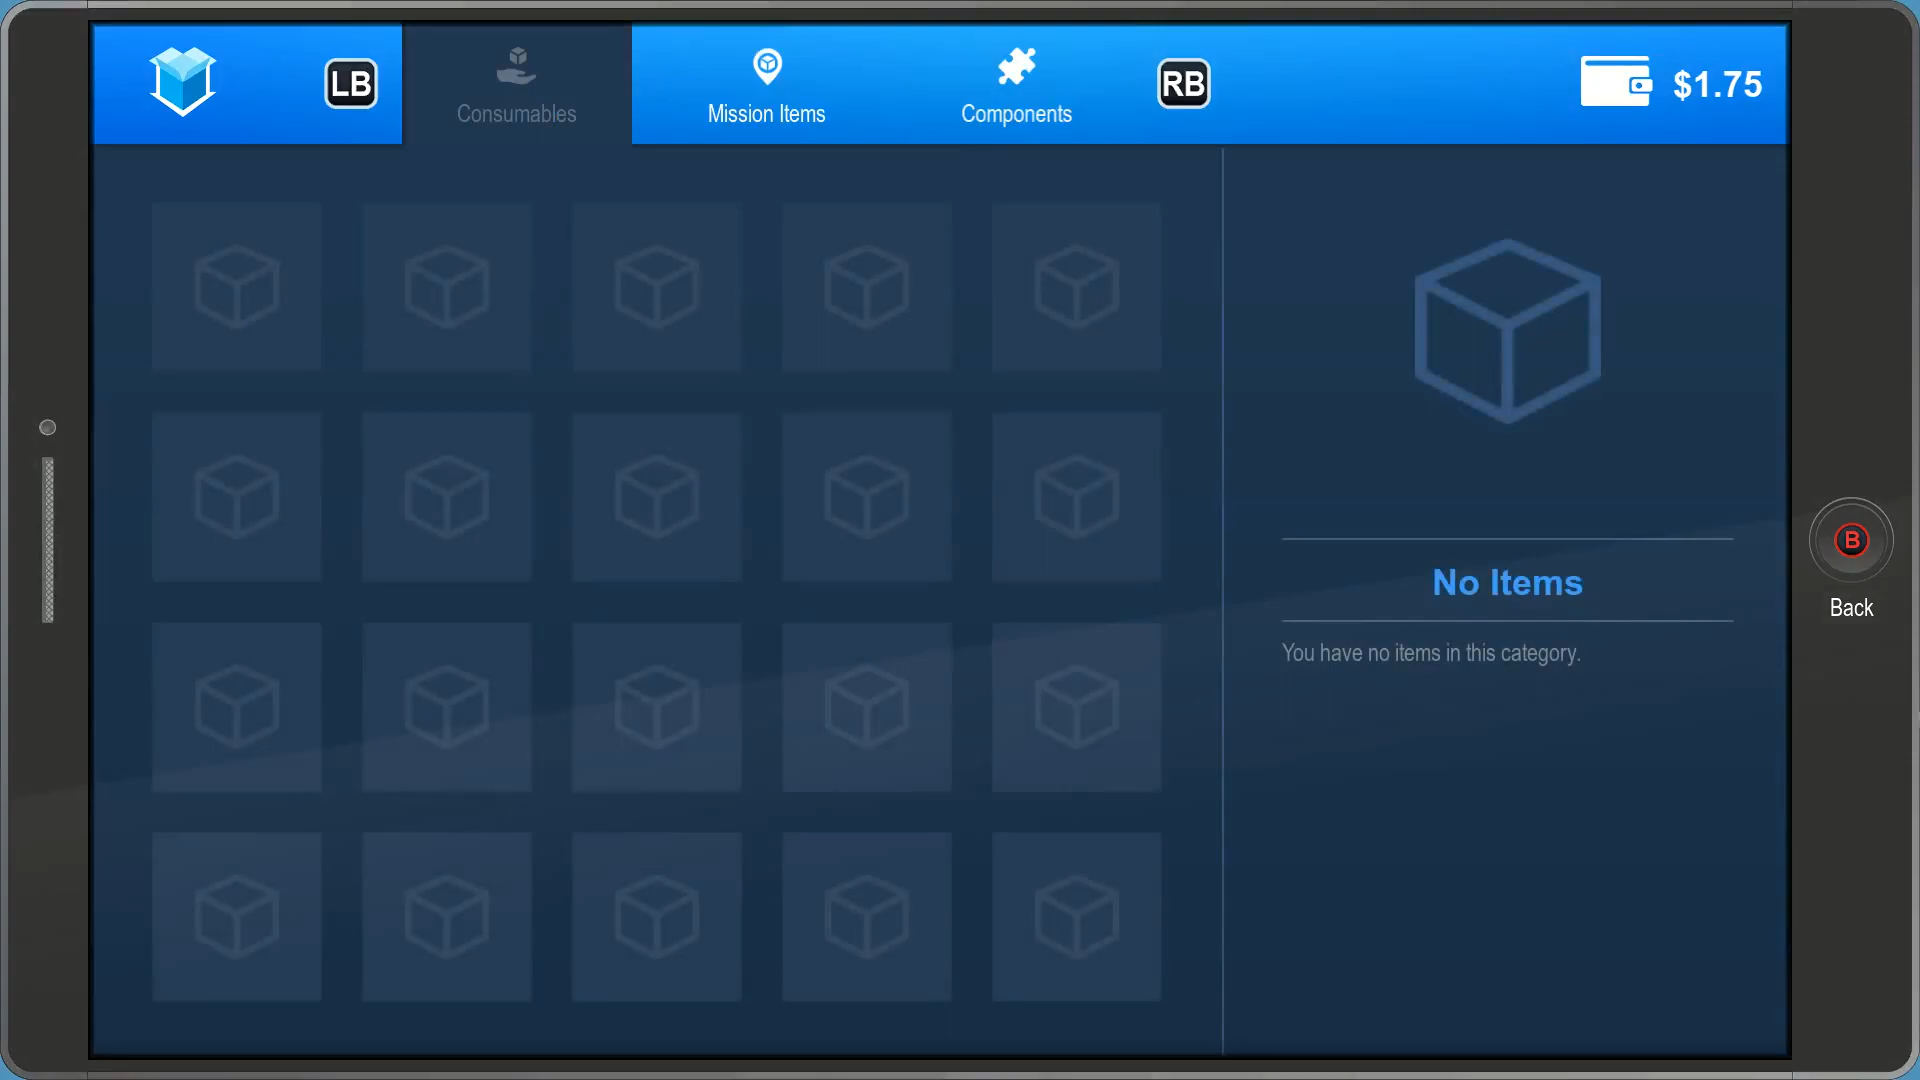 LB
Consumables
Mission Items
Components
RB
$1.75
No Items
You have no items in this category.
B
Back